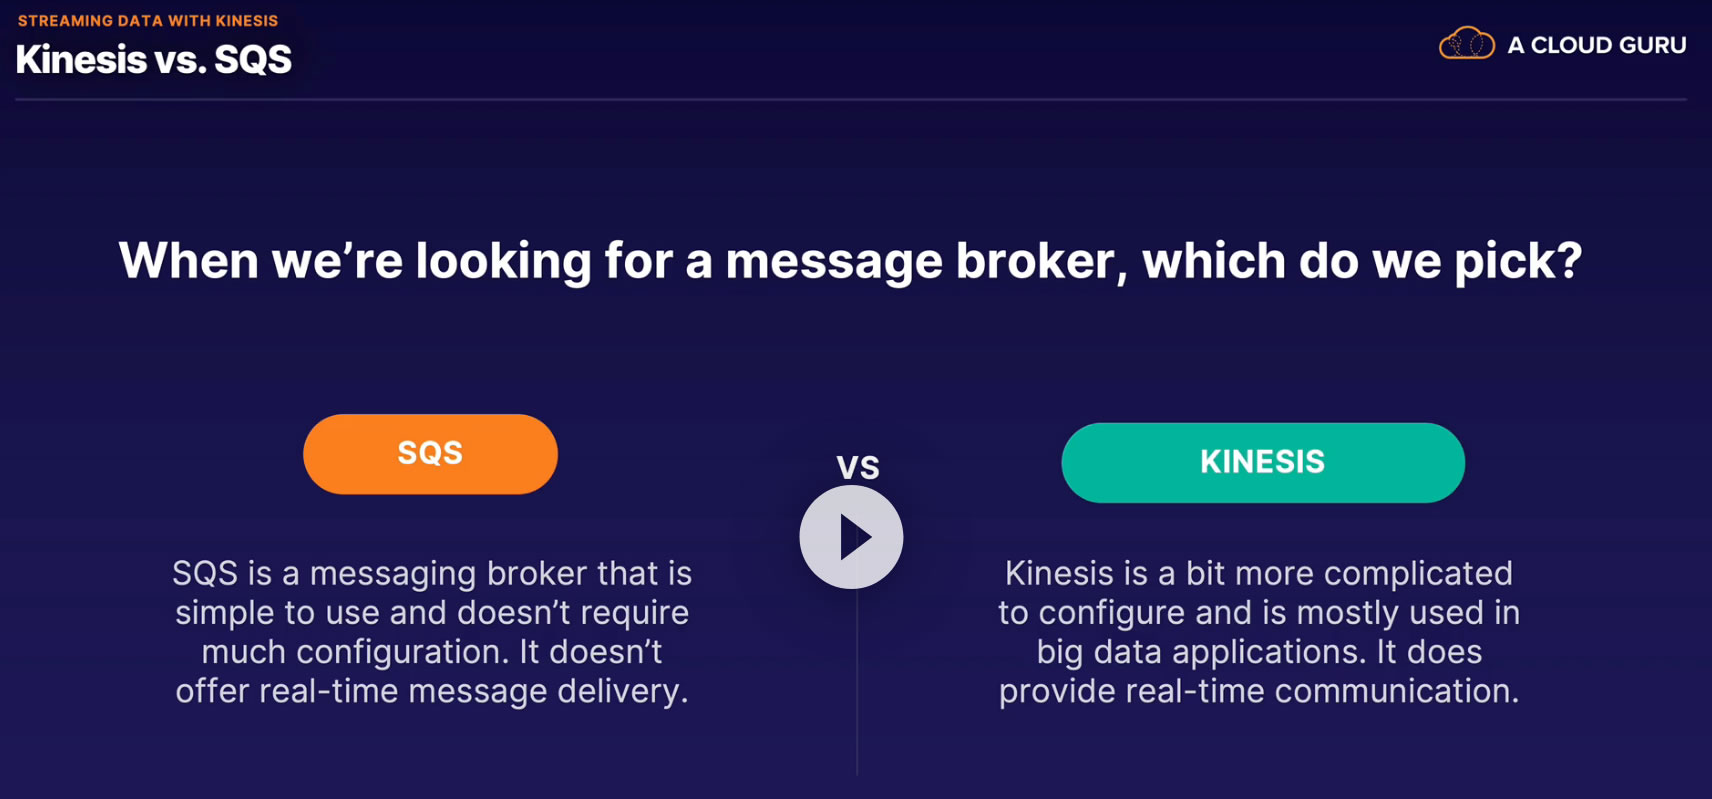 STREAMING DATA WITH KINESIS
Kinesis vs. SQS
A CLOUD GURU
When we’re looking for a message broker, which do we pick?
SQS
VS
KINESIS
SQS is a messaging broker that is
simple to use and doesn’t require
much configuration. It doesn’t
offer real-time message delivery.
Kinesis is a bit more complicated
to configure and is mostly used in
big data applications. It does
provide real-time communication.